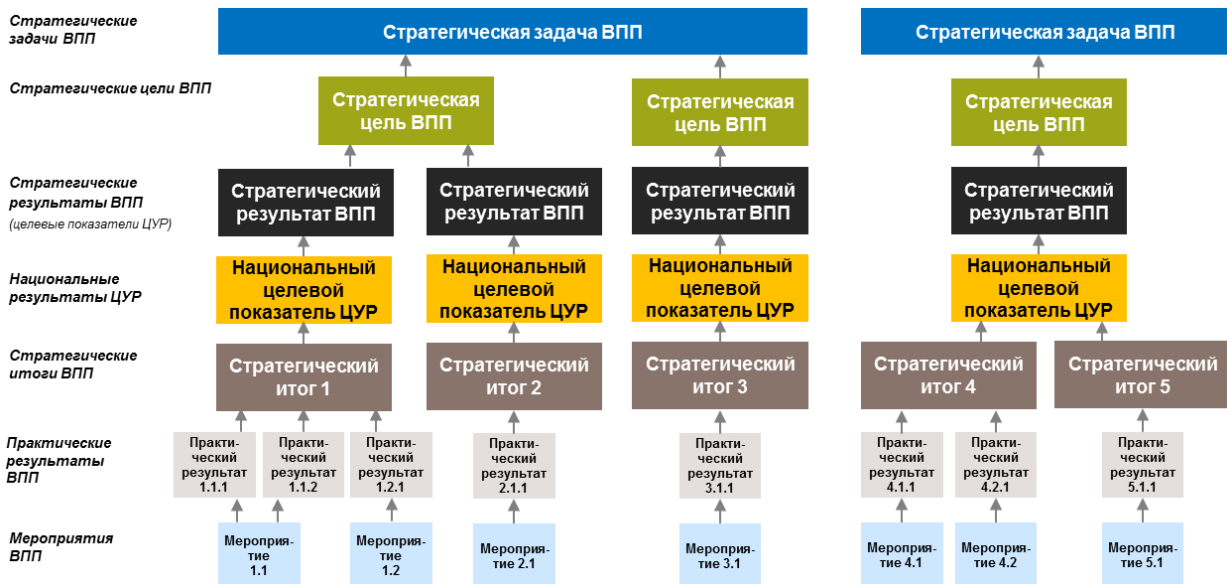 Стратегические
задачи ВПП
Стратегическая задача ВПП
Стратегическая задача ВПП
Стратегические цели ВПП
Стратегическая
цель ВПП
Стратегическая
цель ВПП
Стратегическая
цель ВПП
Стратегические
результаты ВПП
(целевые показатели ЦУР)
Стратегический
результат ВПП
Стратегический
результат ВПП
Стратегический
результат ВПП
Стратегический
результат ВПП
Национальные
результаты ЦУР
Национальный
целевой
показатель ЦУР
Национальный
целевой
показатель ЦУР
Национальный
целевой
показатель ЦУР
Национальный
целевой
показатель ЦУР
Стратегические
итоги ВПП
Стратегический
итог 1
Стратегический
итог 2
Стратегический
итог 3
Стратегический
итог 4
Стратегический
итог 5
Практические
результаты
ВПП
Практи-
ческий
результат
1.1.1
Практи-
ческий
результат
1.1.2
Практи-
ческий
результат
1.2.1
Практи-
ческий
результат
2.1.1
Практи-
ческий
результат
3.1.1
Практи-
ческий
результат
4.1.1
Практи-
ческий
результат
4.2.1
Практи-
ческий
результат
5.1.1
Мероприятия
ВПП
Мероприя-
тие
1.1
Мероприя-
тие
1.2
Мероприя-
тие 2.1
Мероприя-
тие 3.1
Мероприя-
тие 4.1
Мероприя-
тие 4.2
Мероприя-
тие 5.1